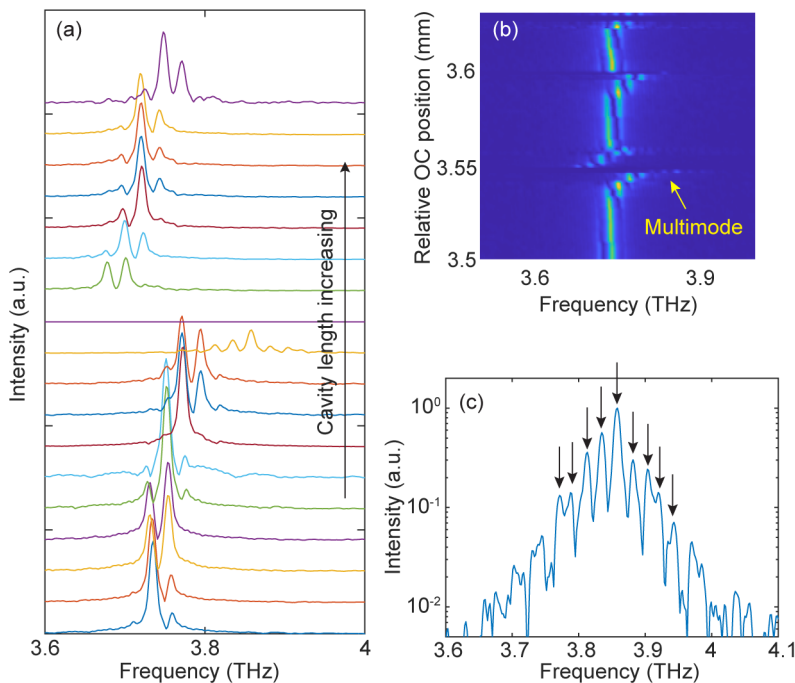 (a)
Intensity (a.u.)
Cavity length increasing
3.6
3.8
4
Frequency (THz)
(b)
Relative OC position (mm)
3.6
3.55
3.5
Multimode
3.6
3.9
Frequency (THz)
(c)
Intensity (a.u.)
10⁰
10⁻¹
10⁻²
3.6
3.7
3.8
3.9
4
4.1
Frequency (THz)